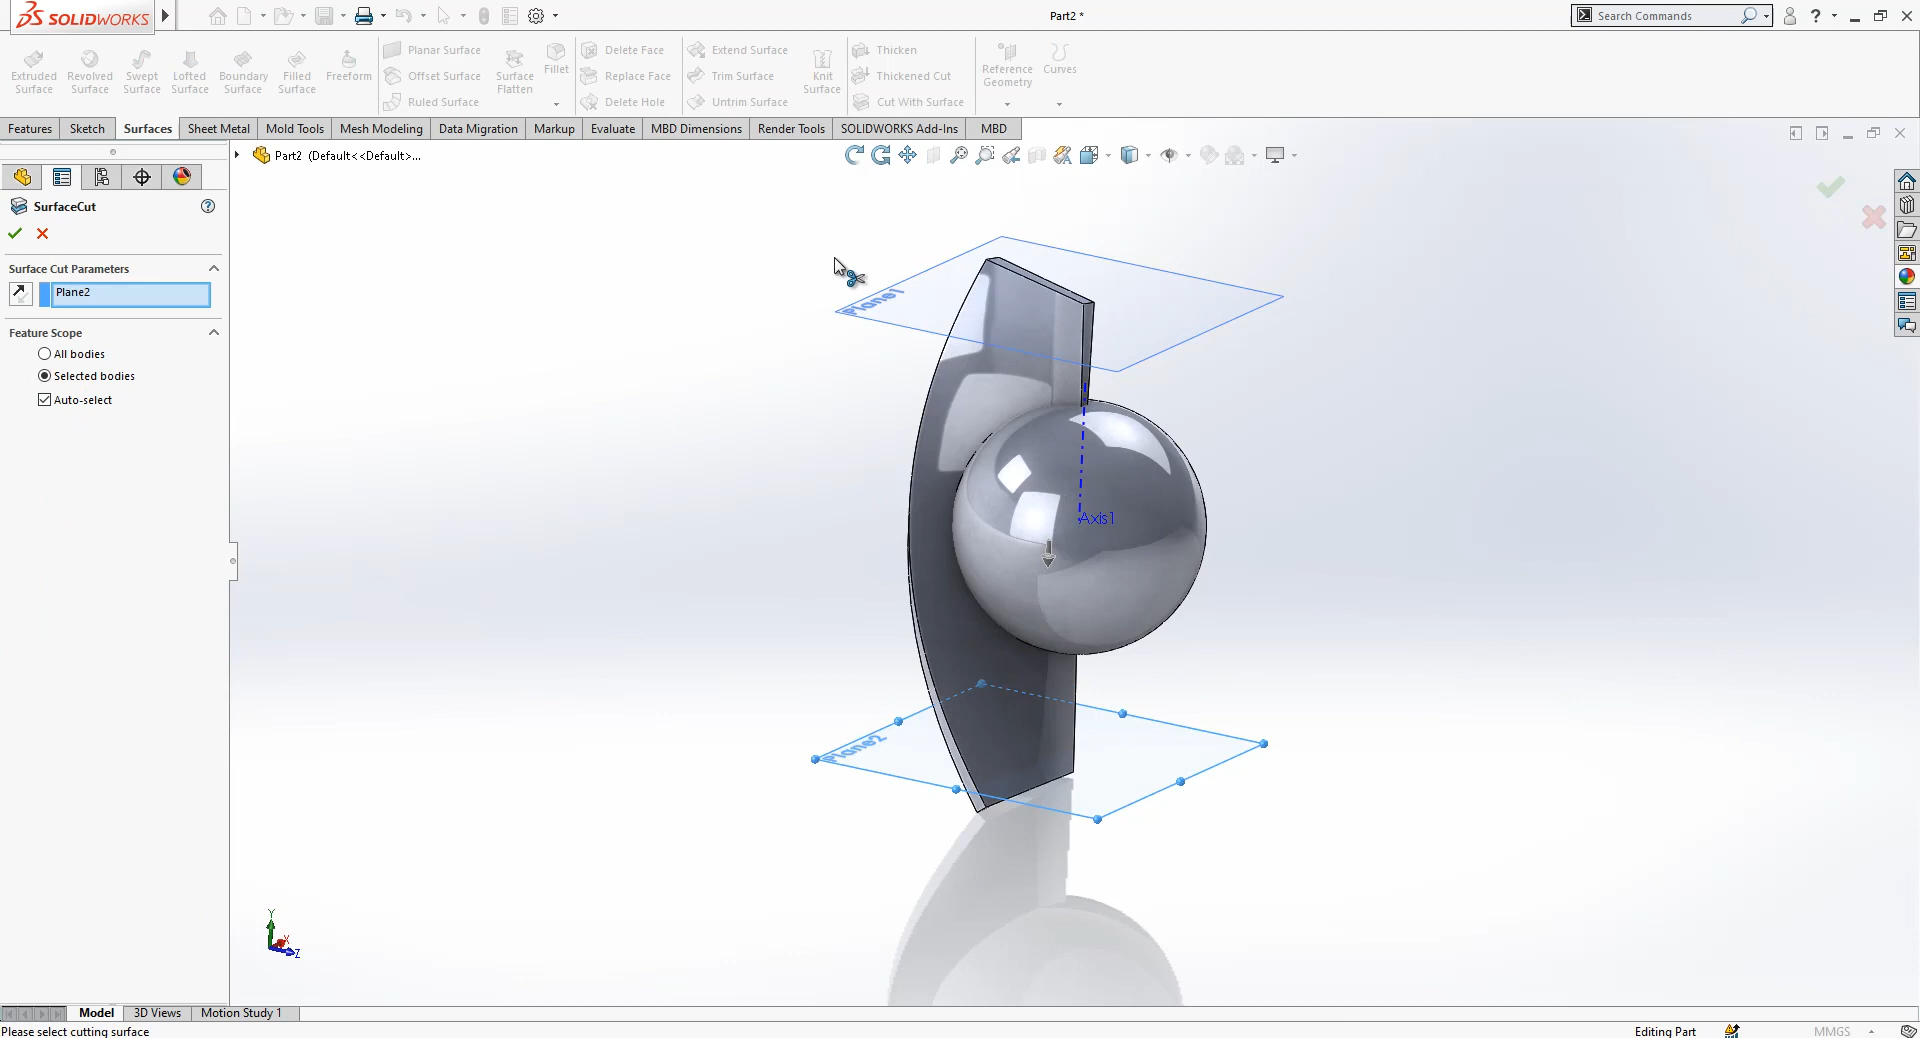 SOLIDWORKS
Part2 *
Search Commands
Extruded Surface
Revolved Surface
Swept Surface
Lofted Surface
Boundary Surface
Filled Surface
Freeform
Planar Surface
Offset Surface
Ruled Surface
Surface Flatten
Fillet
Delete Face
Replace Face
Delete Hole
Extend Surface
Trim Surface
Untrim Surface
Knit Surface
Thicken
Thickened Cut
Cut With Surface
Reference Geometry
Curves
Features
Sketch
Surfaces
Sheet Metal
Mold Tools
Mesh Modeling
Data Migration
Markup
Evaluate
MBD Dimensions
Render Tools
SOLIDWORKS Add-Ins
MBD
Part2 (Default<<Default>...
SurfaceCut
Surface Cut Parameters
Plane2
Feature Scope
All bodies
Selected bodies
Auto-select
Plane1
Axis1
Plane2
Y
X
Z
Model
3D Views
Motion Study 1
Please select cutting surface
Editing Part
MMGS